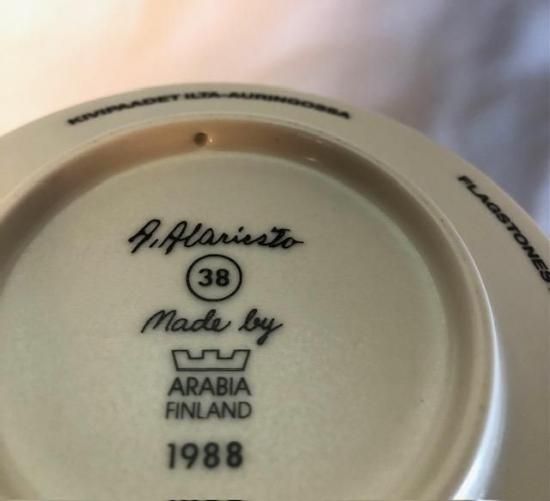 KIVIPAADET ILTA-AURINGOSSA
FLAGSTONES
A. Alariesto
38
Made by
ARABIA
FINLAND
1988